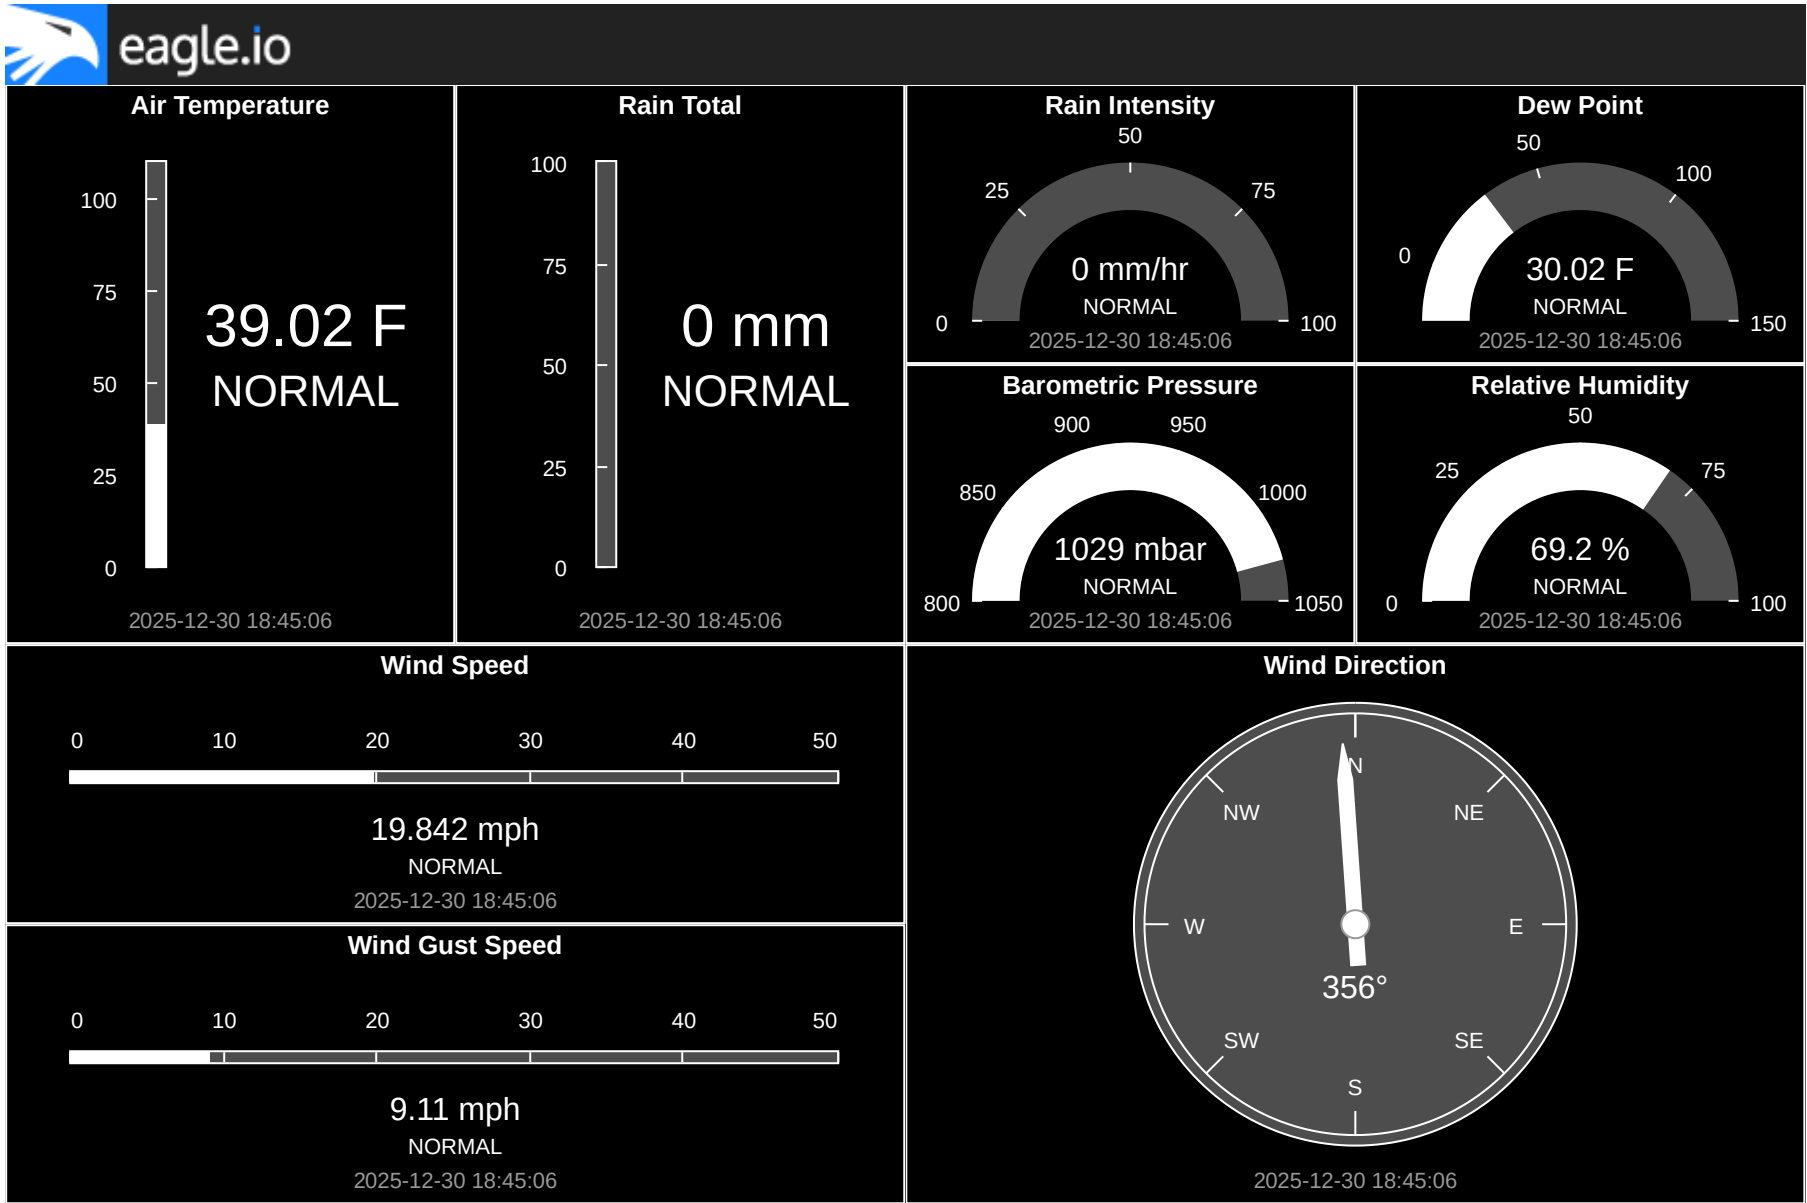 eagle.io
Air Temperature
100
75
50
25
0
39.02 F
NORMAL
2025-12-30 18:45:06
Rain Total
100
75
50
25
0
0 mm
NORMAL
2025-12-30 18:45:06
Rain Intensity
0
25
50
75
100
0 mm/hr
NORMAL
2025-12-30 18:45:06
Dew Point
0
50
100
150
30.02 F
NORMAL
2025-12-30 18:45:06
Barometric Pressure
800
850
900
950
1000
1050
1029 mbar
NORMAL
2025-12-30 18:45:06
Relative Humidity
0
25
50
75
100
69.2 %
NORMAL
2025-12-30 18:45:06
Wind Speed
0 10 20 30 40 50
19.842 mph
NORMAL
2025-12-30 18:45:06
Wind Gust Speed
0 10 20 30 40 50
9.11 mph
NORMAL
2025-12-30 18:45:06
Wind Direction
N
NW NE
W E
356°
SW SE
S
2025-12-30 18:45:06